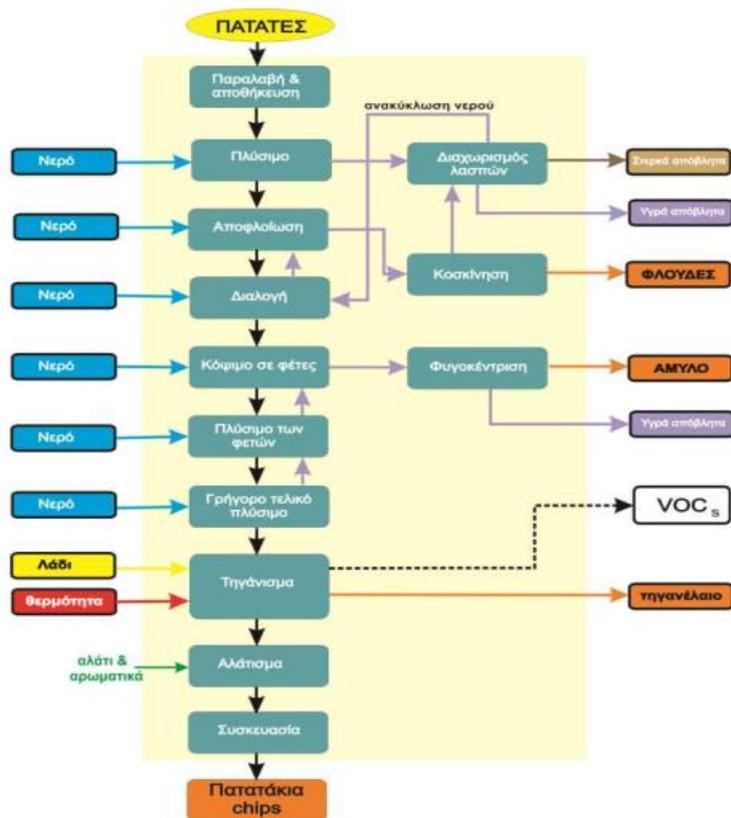 ΠΑΤΑΤΕΣ
Παραλαβή &
αποθήκευση
ανακύκλωση νερού
Νερό
Πλύσιμο
Διαχωρισμός
λασπών
Στερεά απόβλητα
Νερό
Αποφλοίωση
Υγρά απόβλητα
Νερό
Διαλογή
Κοσκίνηση
ΦΛΟΥΔΕΣ
Νερό
Κόψιμο σε φέτες
Φυγοκέντριση
ΑΜΥΛΟ
Νερό
Πλύσιμο των
φετών
Υγρά απόβλητα
Νερό
Γρήγορο τελικό
πλύσιμο
VOC s
Λάδι
θερμότητα
Τηγάνισμα
τηγανέλαιο
αλάτι &
αρωματικά
Αλάτισμα
Συσκευασία
Πατατάκια
chips